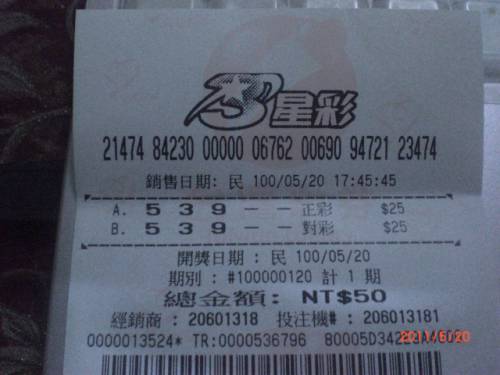 3星彩
21474 84230 00000 06762 00690 94721 23474
銷售日期: 民 100/05/20 17:45:45
A. 5 3 9 - - 正彩 $25
B. 5 3 9 - - 對彩 $25
開獎日期 : 民 100/05/20
期別 : #100000120 計 1 期
總金額: NT$50
經銷商 : 20601318 投注機# : 206013181
0000013524* TR:0000536796